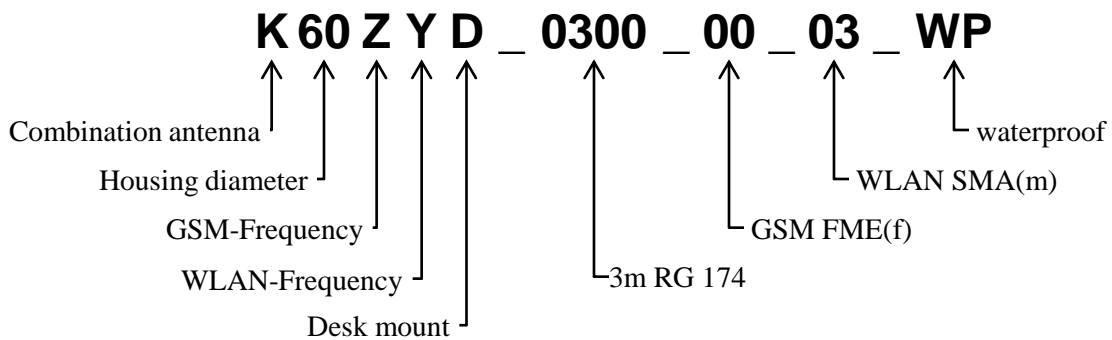 K 60 Z Y D _ 0300 _ 00 _ 03 _ WP
Combination antenna
waterproof
Housing diameter
WLAN SMA(m)
GSM-Frequency
GSM FME(f)
WLAN-Frequency
3m RG 174
Desk mount